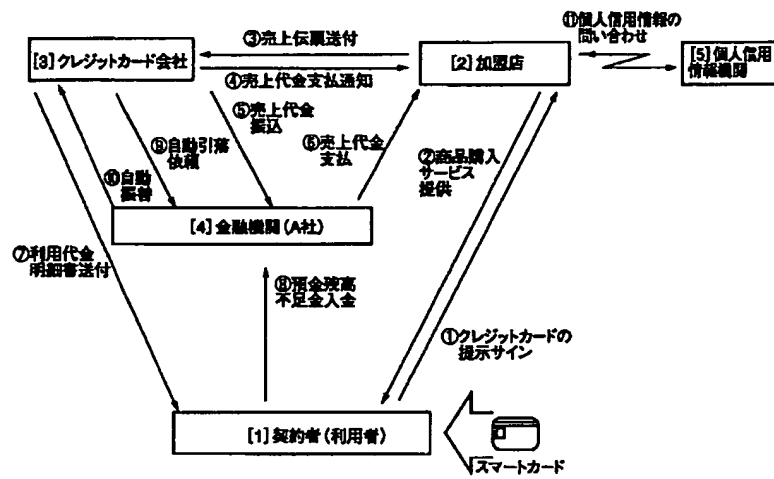 ③売上伝票送付
⑪個人信用情報の
問い合わせ
[3]クレジットカード会社
[2]加盟店
[5]個人信用
情報機関
④売上代金支払通知
⑤売上代金
振込
⑥売上代金
支払
⑨自動引落
依頼
②商品購入
サービス
提供
⑩自動
振替
[4]金融機関(A社)
⑦利用代金
明細書送付
⑧預金残高
不足金入金
①クレジットカードの
提示サイン
[1]契約者(利用者)
スマートカード